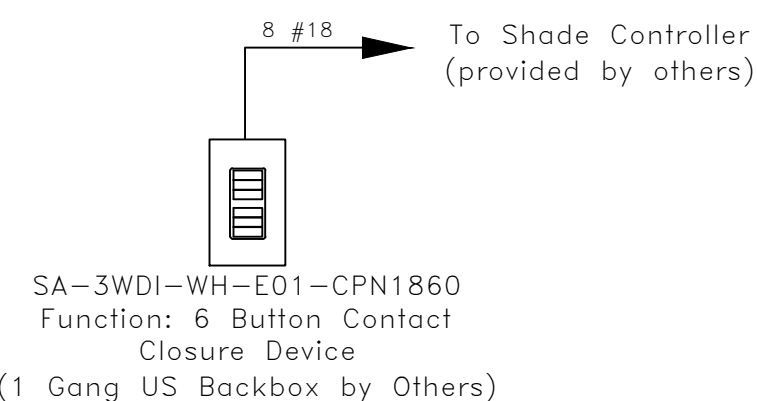 8 #18
To Shade Controller
(provided by others)
SA-3WDI-WH-E01-CPN1860
Function: 6 Button Contact
Closure Device
(1 Gang US Backbox by Others)